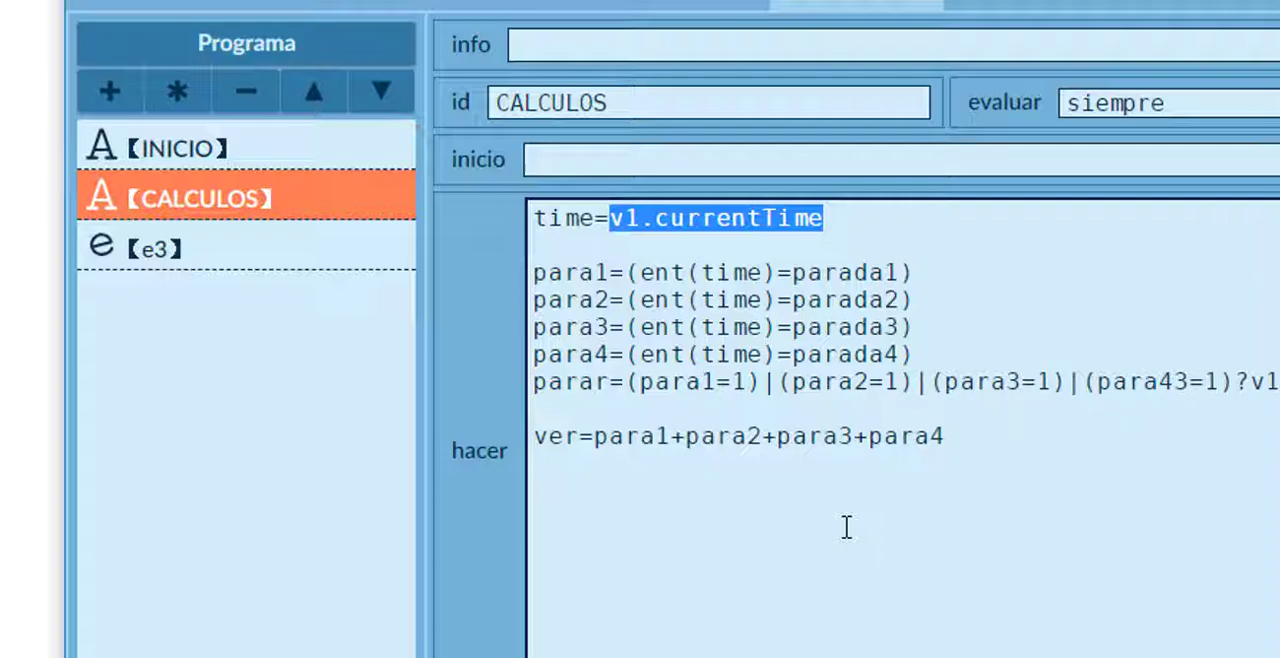 Programa
+ * − ▲ ▼
A【INICIO】
A【CALCULOS】
e【e3】
info
id CALCULOS evaluar siempre
inicio
hacer
time=v1.currentTime
para1=(ent(time)=parada1)
para2=(ent(time)=parada2)
para3=(ent(time)=parada3)
para4=(ent(time)=parada4)
parar=(para1=1)|(para2=1)|(para3=1)|(para43=1)?v1
ver=para1+para2+para3+para4